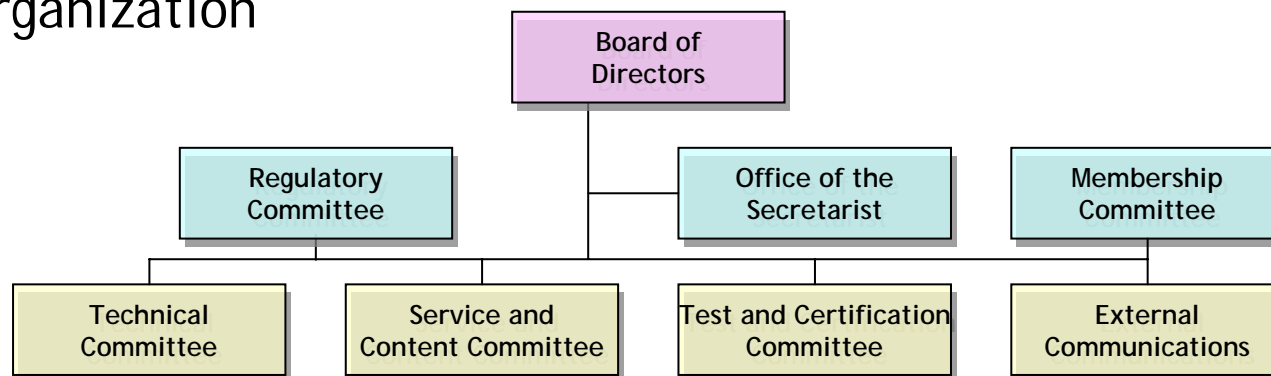 rganization
Board of
Directors
Regulatory
Committee
Office of the
Secretarist
Membership
Committee
Technical
Committee
Service and
Content Committee
Test and Certification
Committee
External
Communications